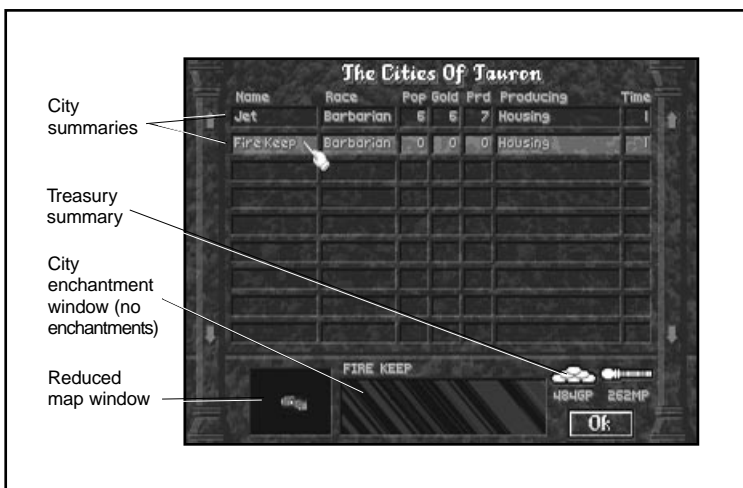 The Cities Of Tauron
Name Race Pop Gold Prd Producing Time
Jet Barbarian 6 6 7 Housing 1
Fire Keep Barbarian 0 0 0 Housing 1
FIRE KEEP
484GP 262MP
Ok
City
summaries
Treasury
summary
City
enchantment
window (no
enchantments)
Reduced
map window